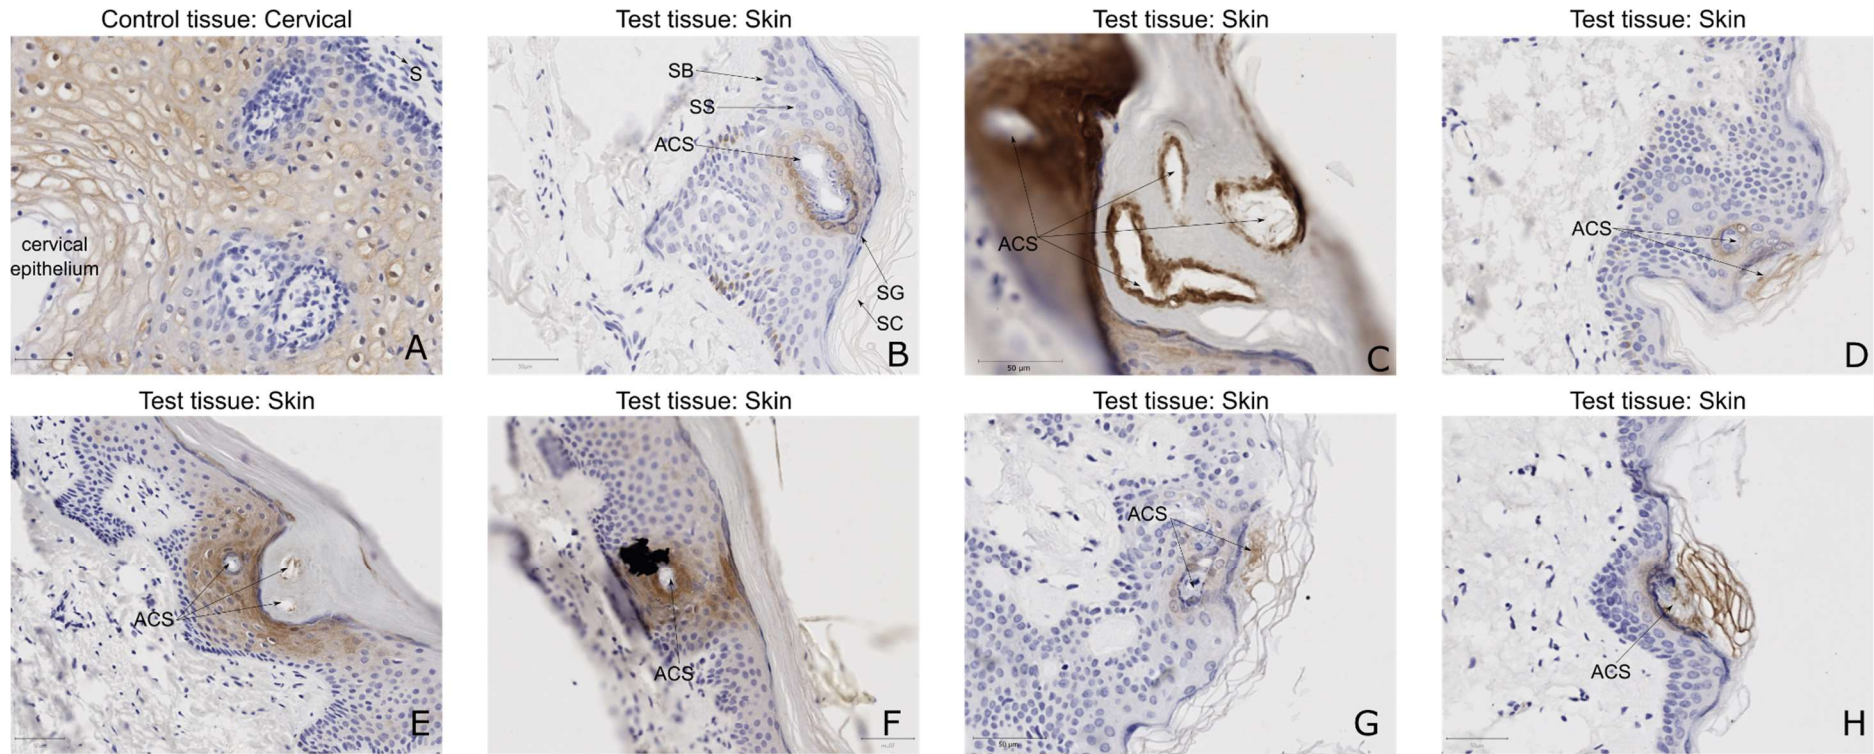 Control tissue: Cervical
Test tissue: Skin
Test tissue: Skin
Test tissue: Skin
S
cervical
epithelium
A
SB
SS
ACS
SG
SC
50µm
B
ACS
50 µm
C
ACS
D
Test tissue: Skin
Test tissue: Skin
Test tissue: Skin
Test tissue: Skin
ACS
E
ACS
F
ACS
50 µm
G
ACS
H